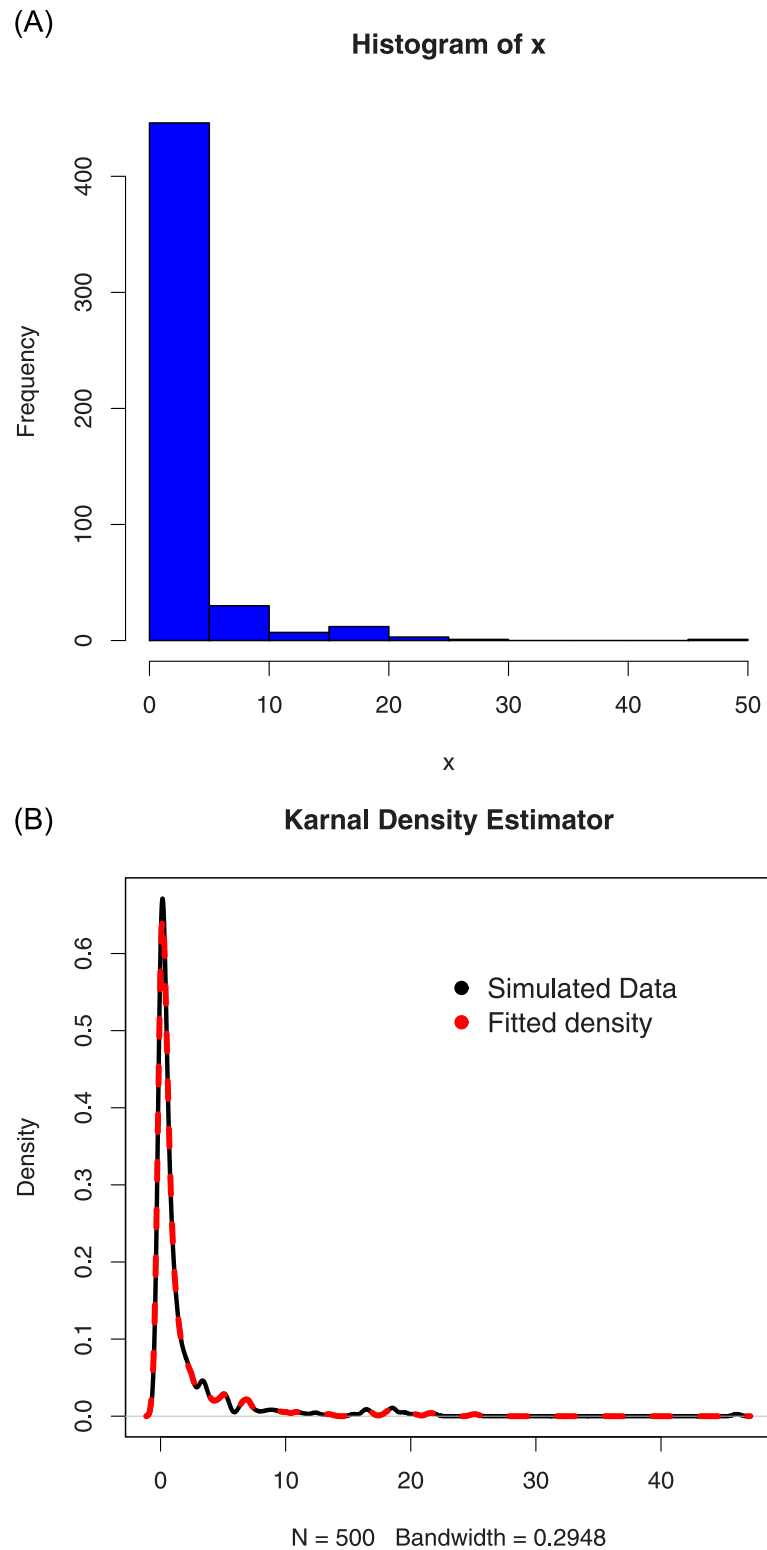 (A)
Histogram of x
Frequency
400
300
200
100
0
0 10 20 30 40 50
x
(B)
Karnal Density Estimator
Density
0.6
0.5
0.4
0.3
0.2
0.1
0.0
Simulated Data
Fitted density
0 10 20 30 40
N = 500 Bandwidth = 0.2948